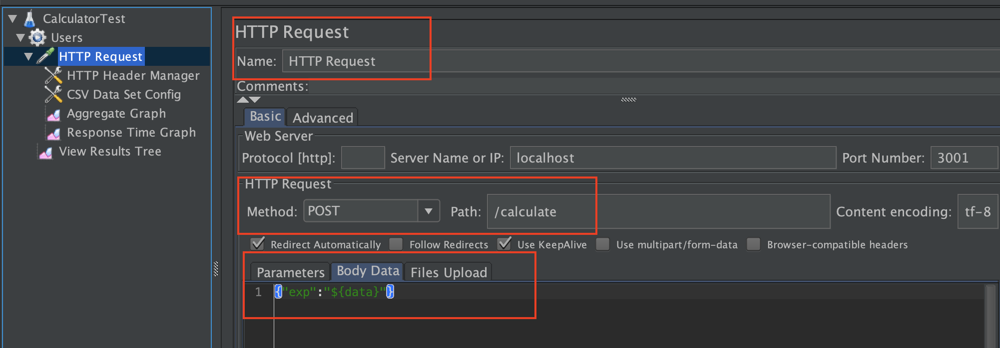 CalculatorTest
Users
HTTP Request
HTTP Header Manager
CSV Data Set Config
Aggregate Graph
Response Time Graph
View Results Tree
HTTP Request
Name: HTTP Request
Comments:
Basic Advanced
Web Server
Protocol [http]: Server Name or IP: localhost Port Number: 3001
HTTP Request
Method: POST Path: /calculate Content encoding: tf-8
Redirect Automatically Follow Redirects Use KeepAlive Use multipart/form-data Browser-compatible headers
Parameters Body Data Files Upload
1 {"exp":"${data}"}